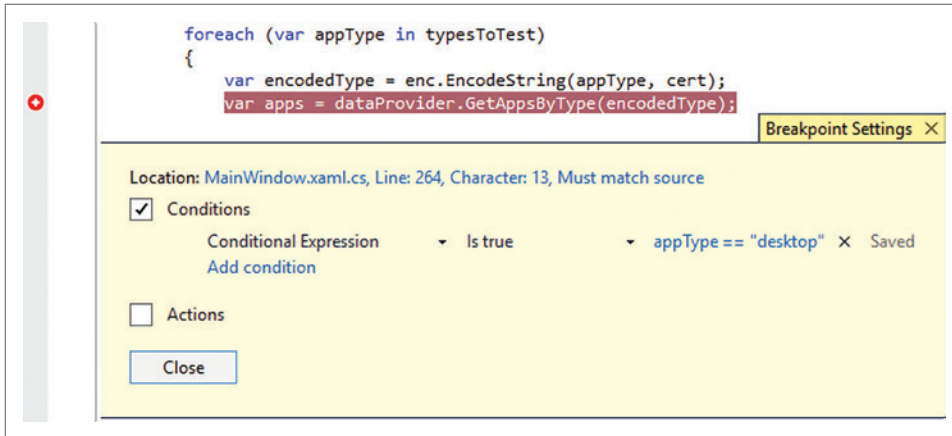 foreach (var appType in typesToTest)
{
var encodedType = enc.EncodeString(appType, cert);
var apps = dataProvider.GetAppsByType(encodedType);
Breakpoint Settings ×
Location: MainWindow.xaml.cs, Line: 264, Character: 13, Must match source
Conditions
Conditional Expression Is true appType == "desktop" × Saved
Add condition
Actions
Close